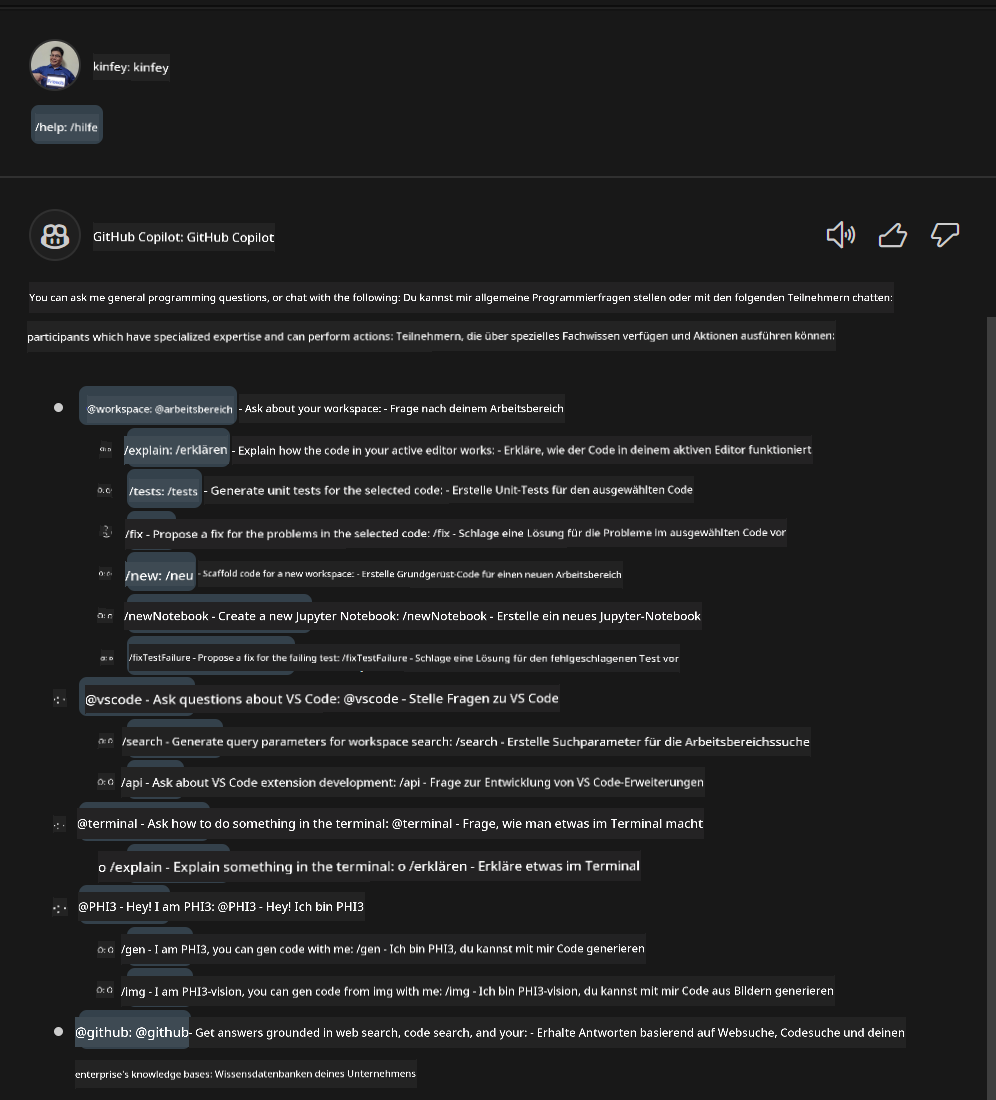 kinfey: kinfey
/help: /hilfe
GitHub Copilot: GitHub Copilot
You can ask me general programming questions, or chat with the following: Du kannst mir allgemeine Programmierfragen stellen oder mit den folgenden Teilnehmern chatten:
participants which have specialized expertise and can perform actions: Teilnehmern, die über spezielles Fachwissen verfügen und Aktionen ausführen können:
@workspace: @arbeitsbereich - Ask about your workspace: - Frage nach deinem Arbeitsbereich
/explain: /erklären - Explain how the code in your active editor works: - Erkläre, wie der Code in deinem aktiven Editor funktioniert
/tests: /tests - Generate unit tests for the selected code: - Erstelle Unit-Tests für den ausgewählten Code
/fix - Propose a fix for the problems in the selected code: /fix - Schlage eine Lösung für die Probleme im ausgewählten Code vor
/new: /neu - Scaffold code for a new workspace: - Erstelle Grundgerüst-Code für einen neuen Arbeitsbereich
/newNotebook - Create a new Jupyter Notebook: /newNotebook - Erstelle ein neues Jupyter-Notebook
/fixTestFailure - Propose a fix for the failing test: /fixTestFailure - Schlage eine Lösung für den fehlgeschlagenen Test vor
@vscode - Ask questions about VS Code: @vscode - Stelle Fragen zu VS Code
/search - Generate query parameters for workspace search: /search - Erstelle Suchparameter für die Arbeitsbereichssuche
/api - Ask about VS Code extension development: /api - Frage zur Entwicklung von VS Code-Erweiterungen
@terminal - Ask how to do something in the terminal: @terminal - Frage, wie man etwas im Terminal macht
o /explain - Explain something in the terminal: o /erklären - Erkläre etwas im Terminal
@PHI3 - Hey! I am PHI3: @PHI3 - Hey! Ich bin PHI3
/gen - I am PHI3, you can gen code with me: /gen - Ich bin PHI3, du kannst mit mir Code generieren
/img - I am PHI3-vision, you can gen code from img with me: /img - Ich bin PHI3-vision, du kannst mit mir Code aus Bildern generieren
@github: @github- Get answers grounded in web search, code search, and your: - Erhalte Antworten basierend auf Websuche, Codesuche und deinen
enterprise's knowledge bases: Wissensdatenbanken deines Unternehmens